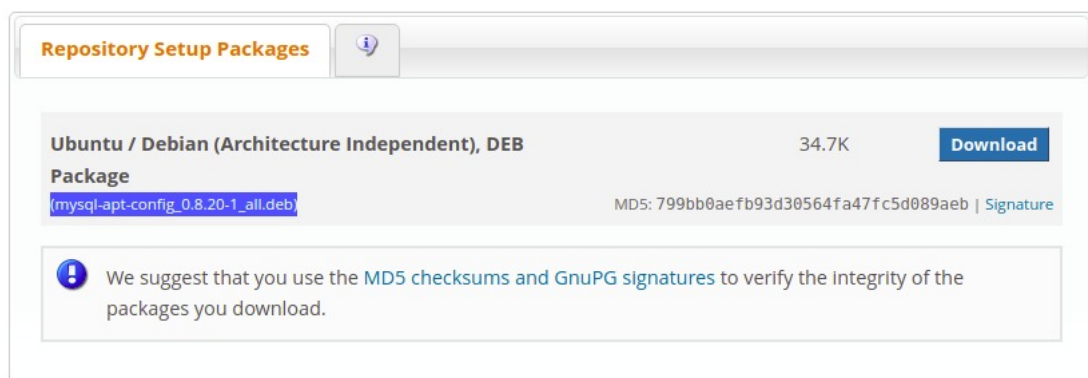 Repository Setup Packages
Ubuntu / Debian (Architecture Independent), DEB
Package
34.7K
Download
(mysql-apt-config_0.8.20-1_all.deb)
MD5: 799bb0aefb93d30564fa47fc5d089aeb | Signature
We suggest that you use the MD5 checksums and GnuPG signatures to verify the integrity of the
packages you download.